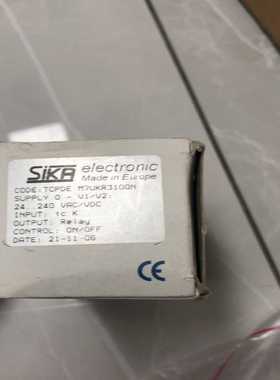 SiKA electronic
Made in Europe
CODE:TCPDE M7UKR3100N
SUPPLY 0 - V1/V2:
24..240 VAC/VDC
INPUT: tc K
OUTPUT: Relay
CONTROL: ON/OFF
DATE: 21-11-06
CE